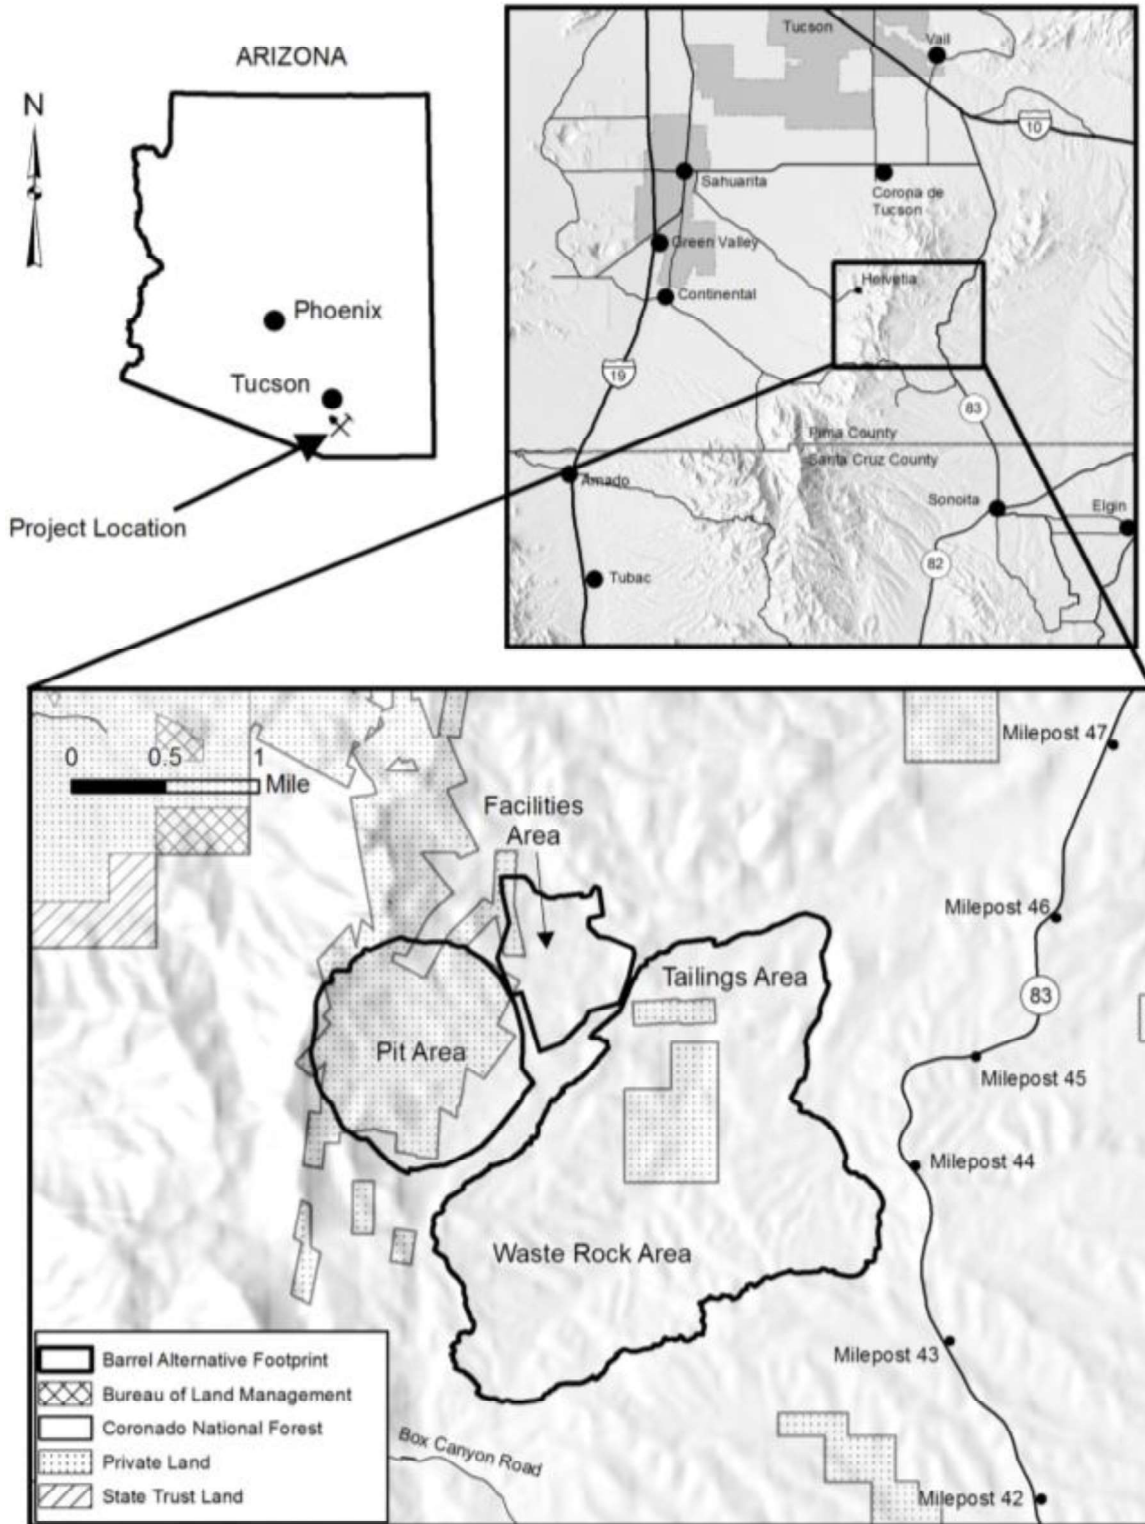 ARIZONA
N
Phoenix
Tucson
Project Location
Tucson
Vail
10
Sahuarita
Corona de
Tucson
Green Valley
Helvetia
Continental
19
83
Pima County
Santa Cruz County
Amado
Sonoita
Elgin
82
Tubac
Milepost 47
0 0.5 1
Mile
Facilities
Area
Milepost 46
Tailings Area
83
Pit Area
Milepost 45
Milepost 44
Waste Rock Area
Milepost 43
Barrel Alternative Footprint
Bureau of Land Management
Coronado National Forest
Private Land
State Trust Land
Box Canyon Road
Milepost 42